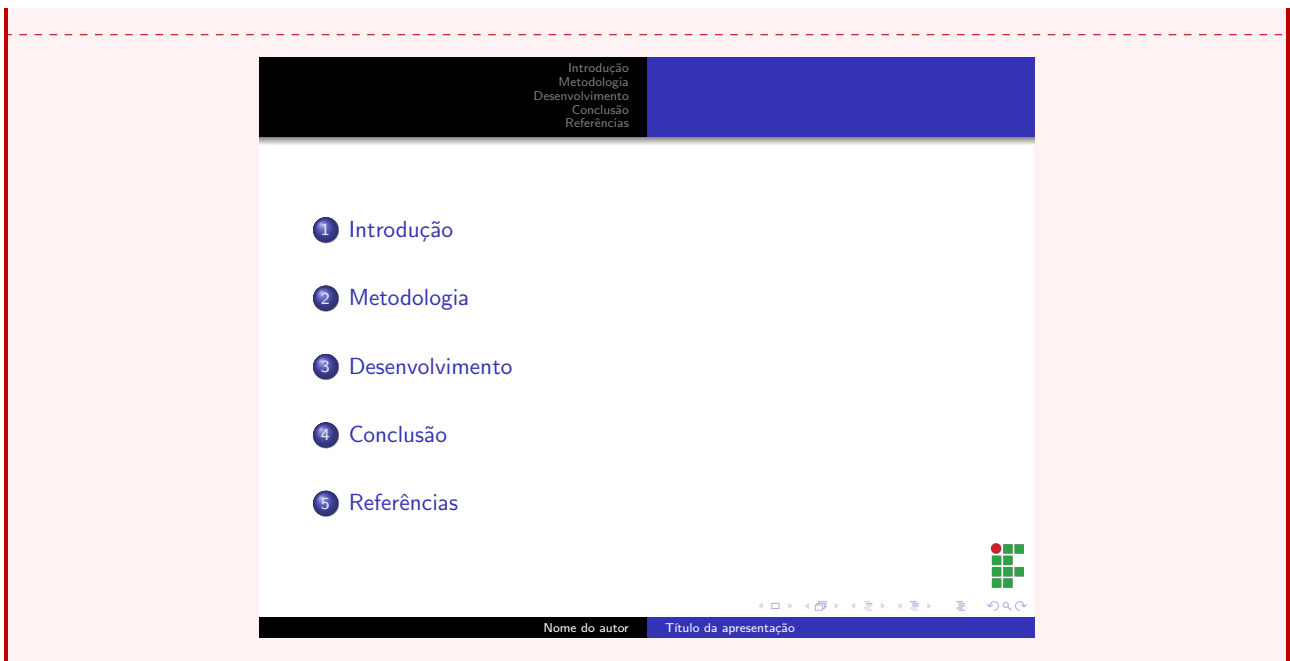 Introdução
Metodologia
Desenvolvimento
Conclusão
Referências
1 Introdução
2 Metodologia
3 Desenvolvimento
4 Conclusão
5 Referências
Nome do autor Título da apresentação